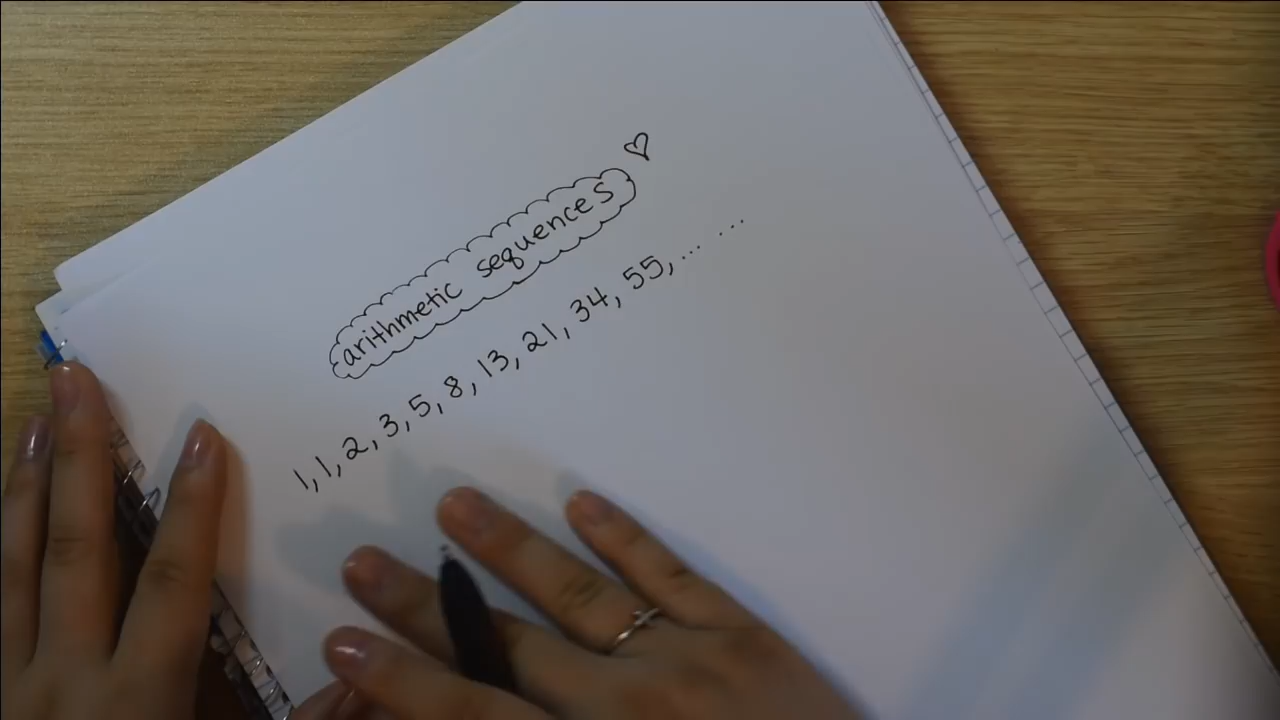 arithmetic sequences ♡
1, 1, 2, 3, 5, 8, 13, 21, 34, 55, ... ...